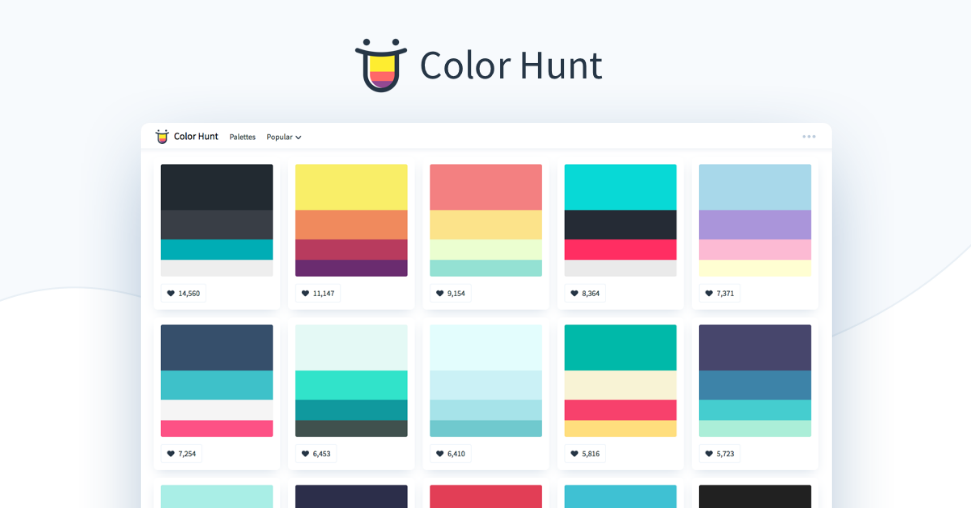 Color Hunt
Color Hunt Palettes Popular
14,560 11,147 9,154 8,364 7,371
7,254 6,453 6,410 5,816 5,723